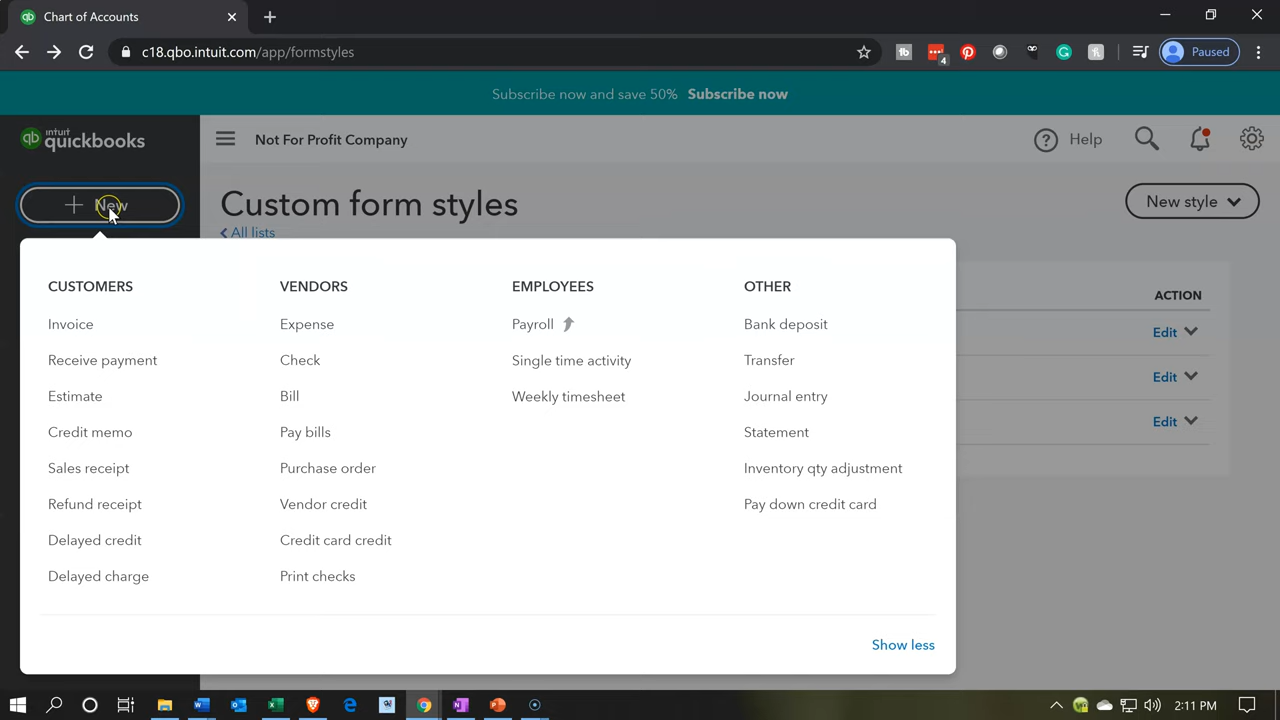 Chart of Accounts
c18.qbo.intuit.com/app/formstyles
4
Paused
Subscribe now and save 50% Subscribe now
intuit
quickbooks
Not For Profit Company
Help
New
Custom form styles
New style
All lists
CUSTOMERS
Invoice
Receive payment
Estimate
Credit memo
Sales receipt
Refund receipt
Delayed credit
Delayed charge
VENDORS
Expense
Check
Bill
Pay bills
Purchase order
Vendor credit
Credit card credit
Print checks
EMPLOYEES
Payroll
Single time activity
Weekly timesheet
OTHER
Bank deposit
Transfer
Journal entry
Statement
Inventory qty adjustment
Pay down credit card
Show less
ACTION
Edit
Edit
Edit
2:11 PM